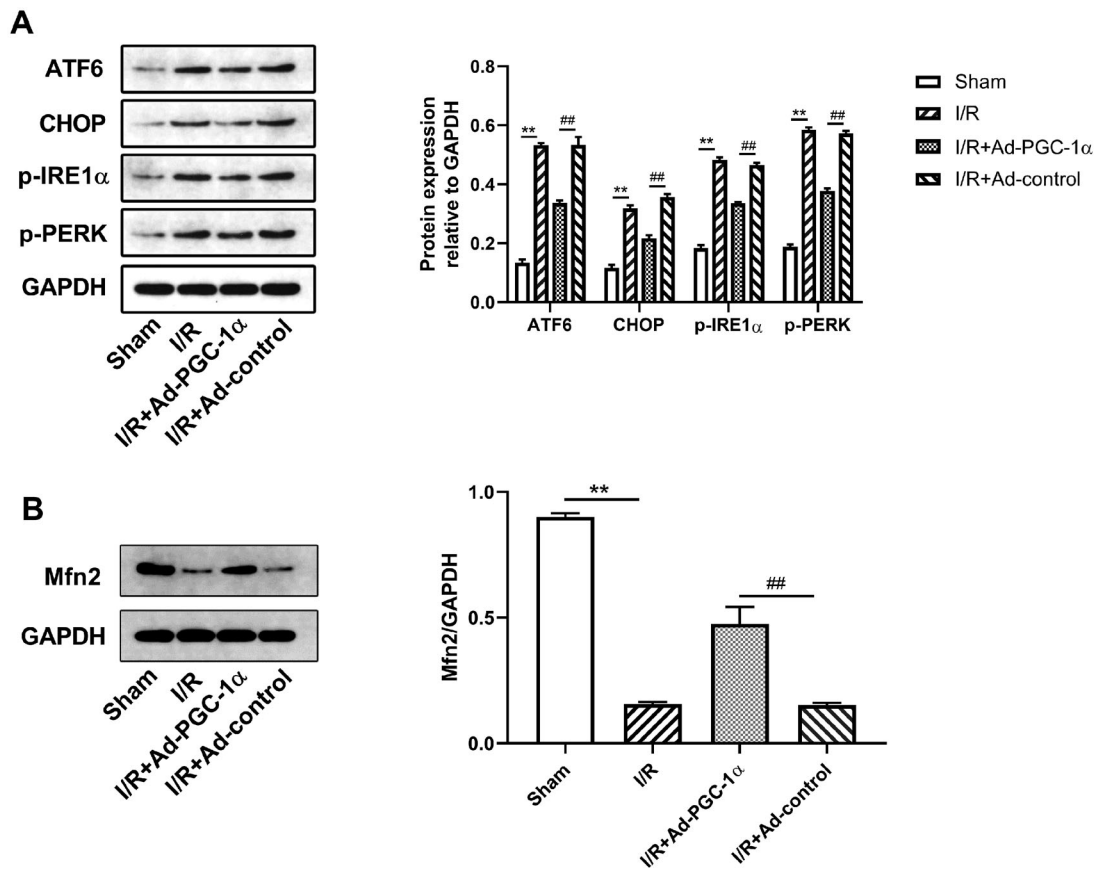 A
ATF6
CHOP
p-IRE1α
p-PERK
GAPDH
Sham
I/R
I/R+Ad-PGC-1α
I/R+Ad-control
Protein expression
relative to GAPDH
0.8
0.6
0.4
0.2
0.0
** ##
** ##
** ##
** ##
ATF6 CHOP p-IRE1α p-PERK
Sham
I/R
I/R+Ad-PGC-1α
I/R+Ad-control
B
Mfn2
GAPDH
Sham
I/R
I/R+Ad-PGC-1α
I/R+Ad-control
Mfn2/GAPDH
1.0
0.5
0.0
**
##
Sham
I/R
I/R+Ad-PGC-1α
I/R+Ad-control